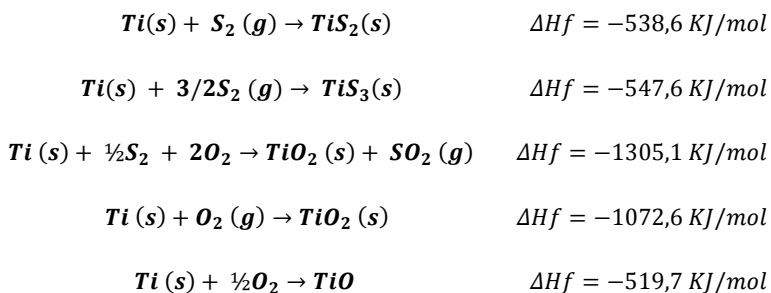 Ti(s) + S₂ (g) → TiS₂(s) ΔHf = −538,6 KJ/mol
Ti(s) + 3/2S₂ (g) → TiS₃(s) ΔHf = −547,6 KJ/mol
Ti (s) + ½S₂ + 2O₂ → TiO₂ (s) + SO₂ (g) ΔHf = −1305,1 KJ/mol
Ti (s) + O₂ (g) → TiO₂ (s) ΔHf = −1072,6 KJ/mol
Ti (s) + ½O₂ → TiO ΔHf = −519,7 KJ/mol